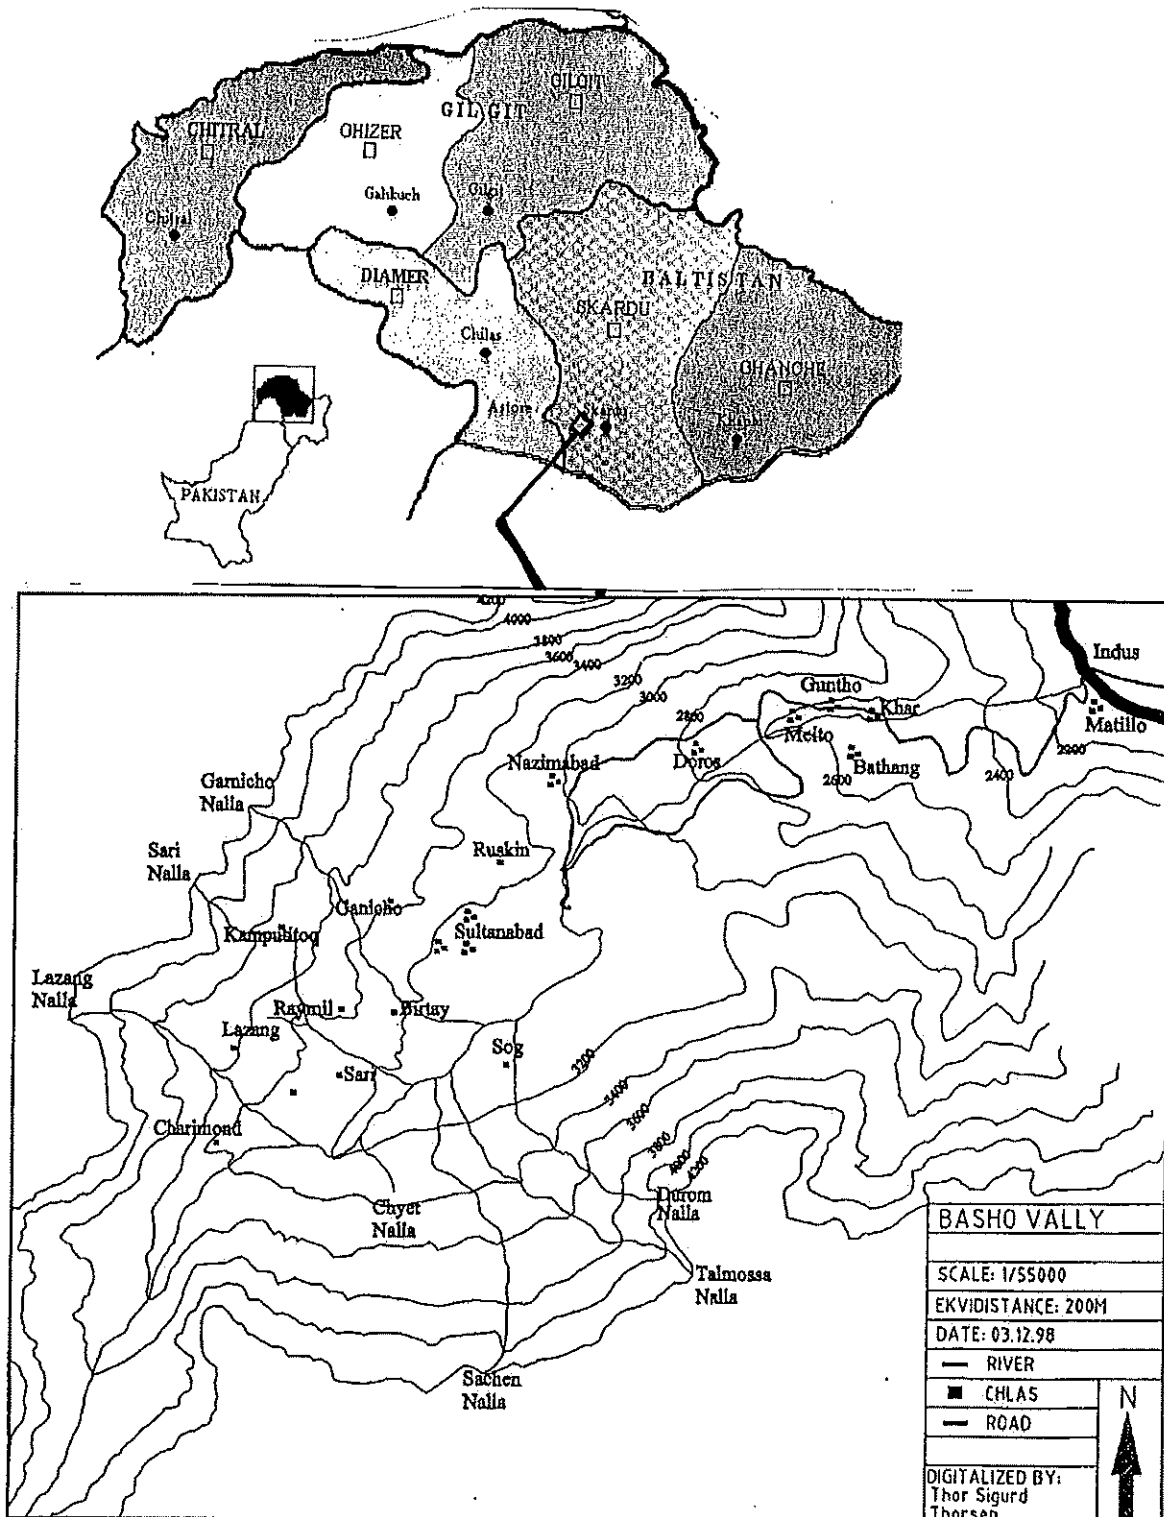 GILGIT
GILGIT
CHITRAL
OHIZER
Gahkuch
Gilgit
Chitral
DIAMER
BALTISTAN
SKARDU
Chilas
GHANCHE
Astore
Skardu
Khaplu
PAKISTAN
4200
4000
3800
3600
3400
3200
3000
2800
Indus
Guntho
Khar
Matillo
Melto
Doros
Bathang
2600
2400
2200
Nazimabad
Garnicho
Nalla
Sari
Nalla
Ruskin
Ganicho
Sultanabad
Lazang
Nalla
Raymil
Birtay
Lazang
Sog
Sari
3200
3400
3600
3800
4000
4200
Charimond
Chyet
Nalla
Durom
Nalla
Talmossa
Nalla
Sachen
Nalla
BASHO VALLY
SCALE: 1/55000
EKVIDISTANCE: 200M
DATE: 03.12.98
RIVER
CHLAS
ROAD
N
DIGITALIZED BY:
Thor Sigurd
Thorsen